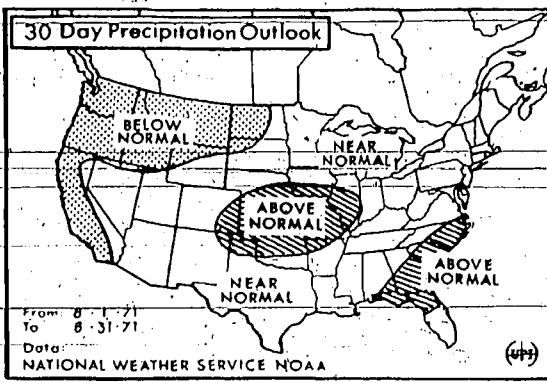 30 Day Precipitation Outlook
BELOW
NORMAL
NEAR
NORMAL
ABOVE
NORMAL
ABOVE
NORMAL
NEAR
NORMAL
From: 8-1-71
To 8-31-71
Data:
NATIONAL WEATHER SERVICE NOAA
UPI